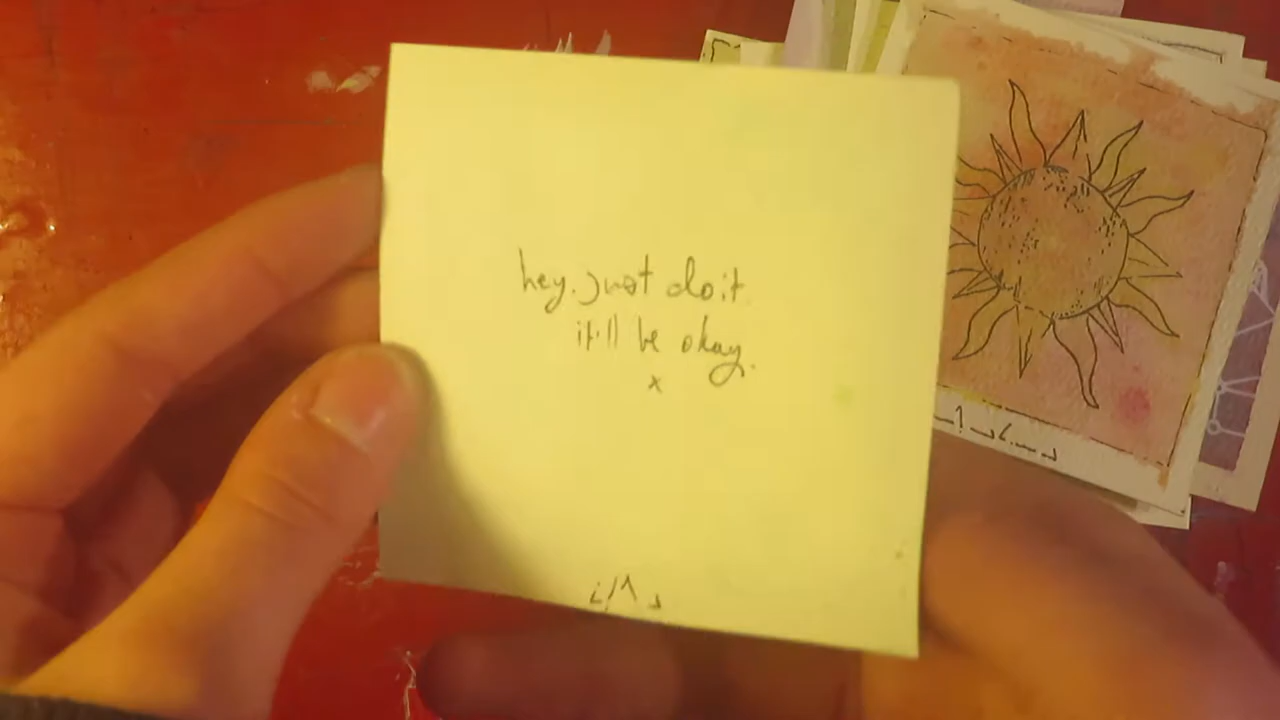 hey. just do it.
it'll be okay.
x